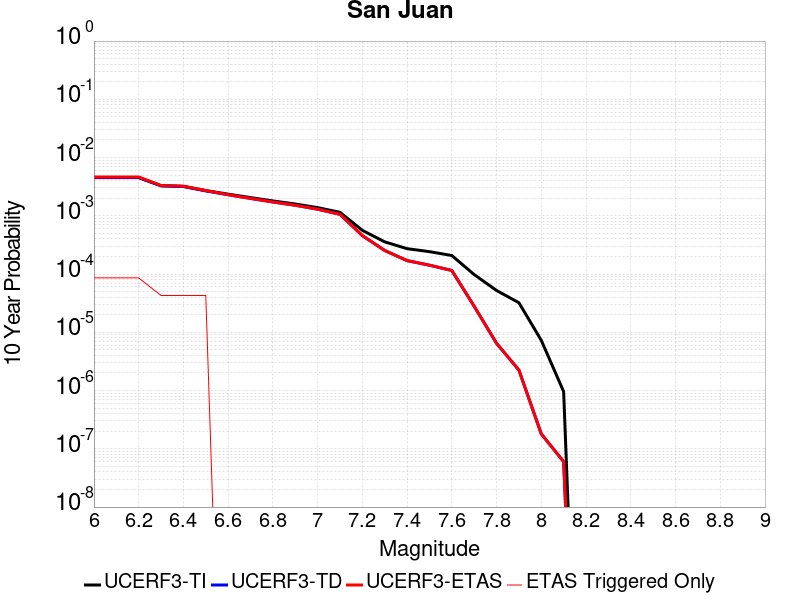 San Juan
10 0
10 -1
10 -2
10 -3
10 -4
10 -5
10 -6
10 -7
10 -8
10 Year Probability
6 6.2 6.4 6.6 6.8 7 7.2 7.4 7.6 7.8 8 8.2 8.4 8.6 8.8 9
Magnitude
UCERF3-TI UCERF3-TD UCERF3-ETAS ETAS Triggered Only